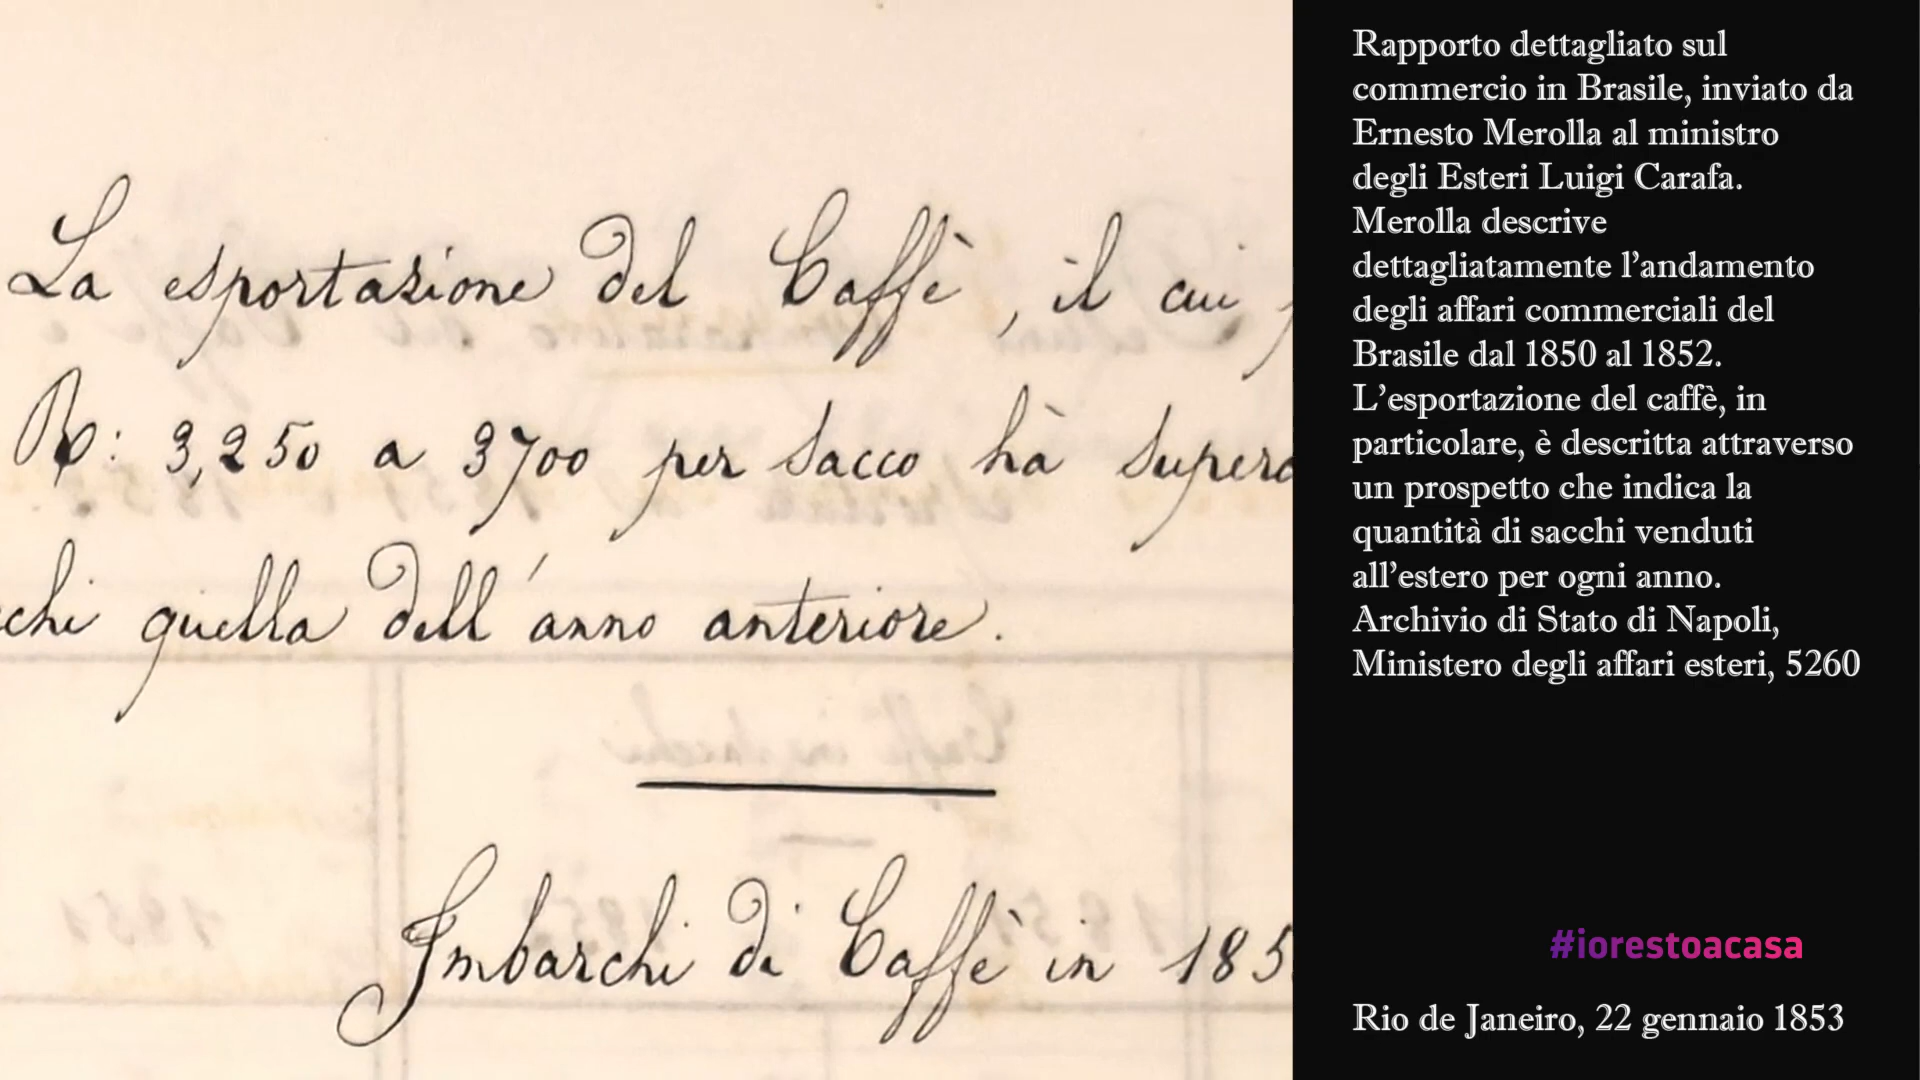 La esportazione del Caffè, il cui
R: 3,250 a 3700 per sacco hà
quella dell'anno anteriore.
Imbarchi di Caffè in
Rapporto dettagliato sul
commercio in Brasile, inviato da
Ernesto Merolla al ministro
degli Esteri Luigi Carafa.
Merolla descrive
dettagliatamente l’andamento
degli affari commerciali del
Brasile dal 1850 al 1852.
L’esportazione del caffè, in
particolare, è descritta attraverso
un prospetto che indica la
quantità di sacchi venduti
all’estero per ogni anno.
Archivio di Stato di Napoli,
Ministero degli affari esteri, 5260
#iorestoacasa
Rio de Janeiro, 22 gennaio 1853